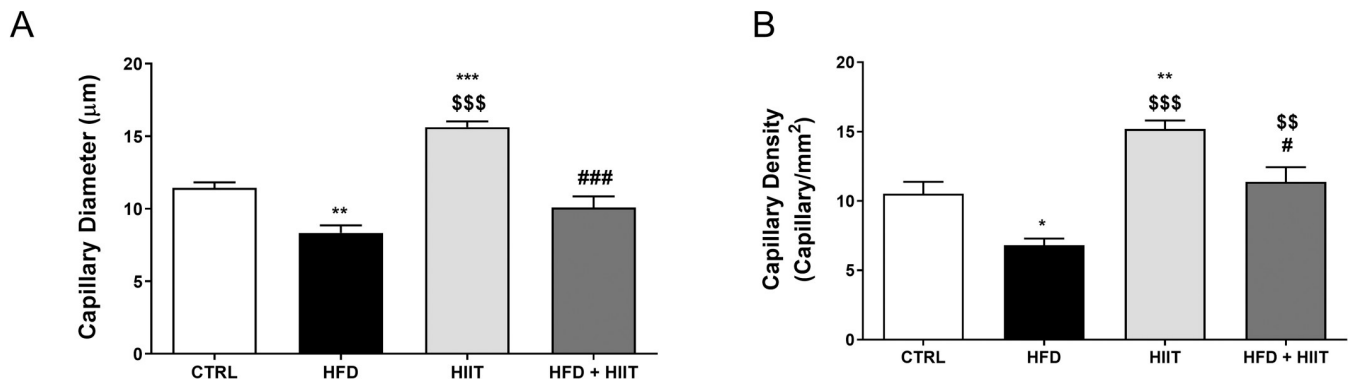 A
Capillary Diameter (μm)
20
15
10
5
0
***
$$$
**
###
CTRL
HFD
HIIT
HFD + HIIT
B
Capillary Density
(Capillary/mm²)
20
15
10
5
0
**
$$$
$$
#
*
CTRL
HFD
HIIT
HFD + HIIT